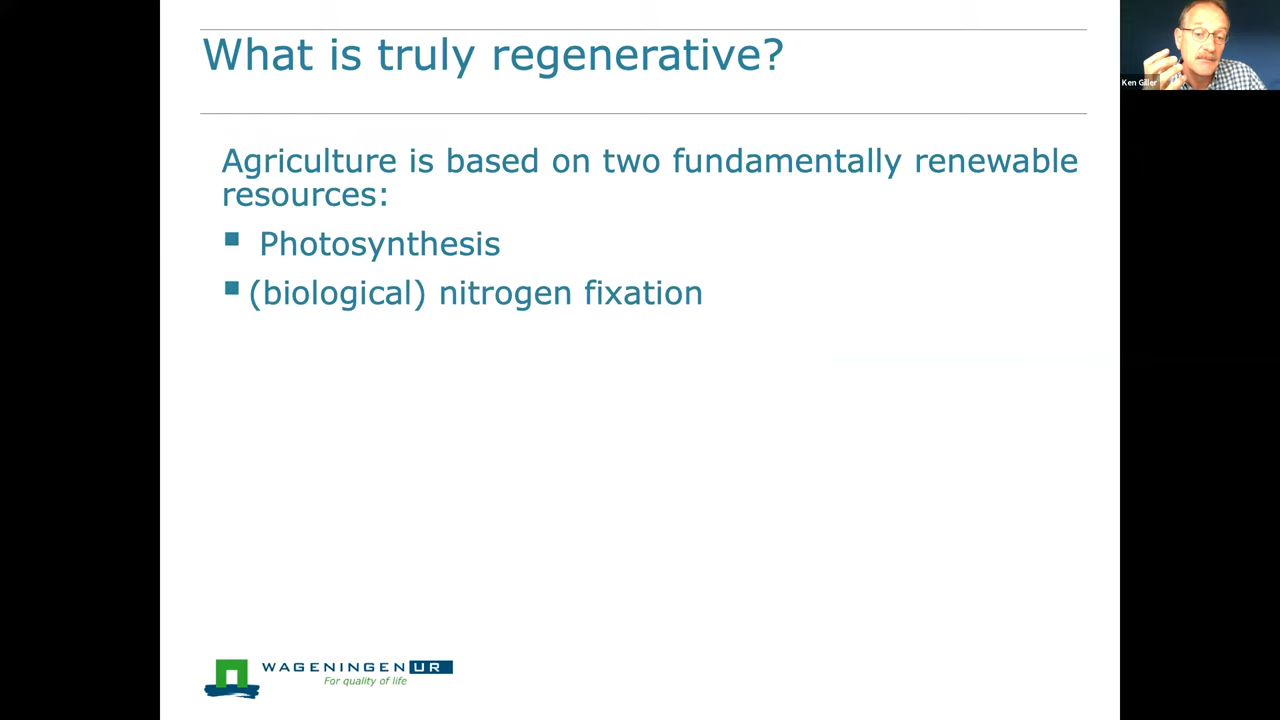 What is truly regenerative?
Ken Giller
Agriculture is based on two fundamentally renewable
resources:
▪ Photosynthesis
▪ (biological) nitrogen fixation
WAGENINGEN UR
For quality of life